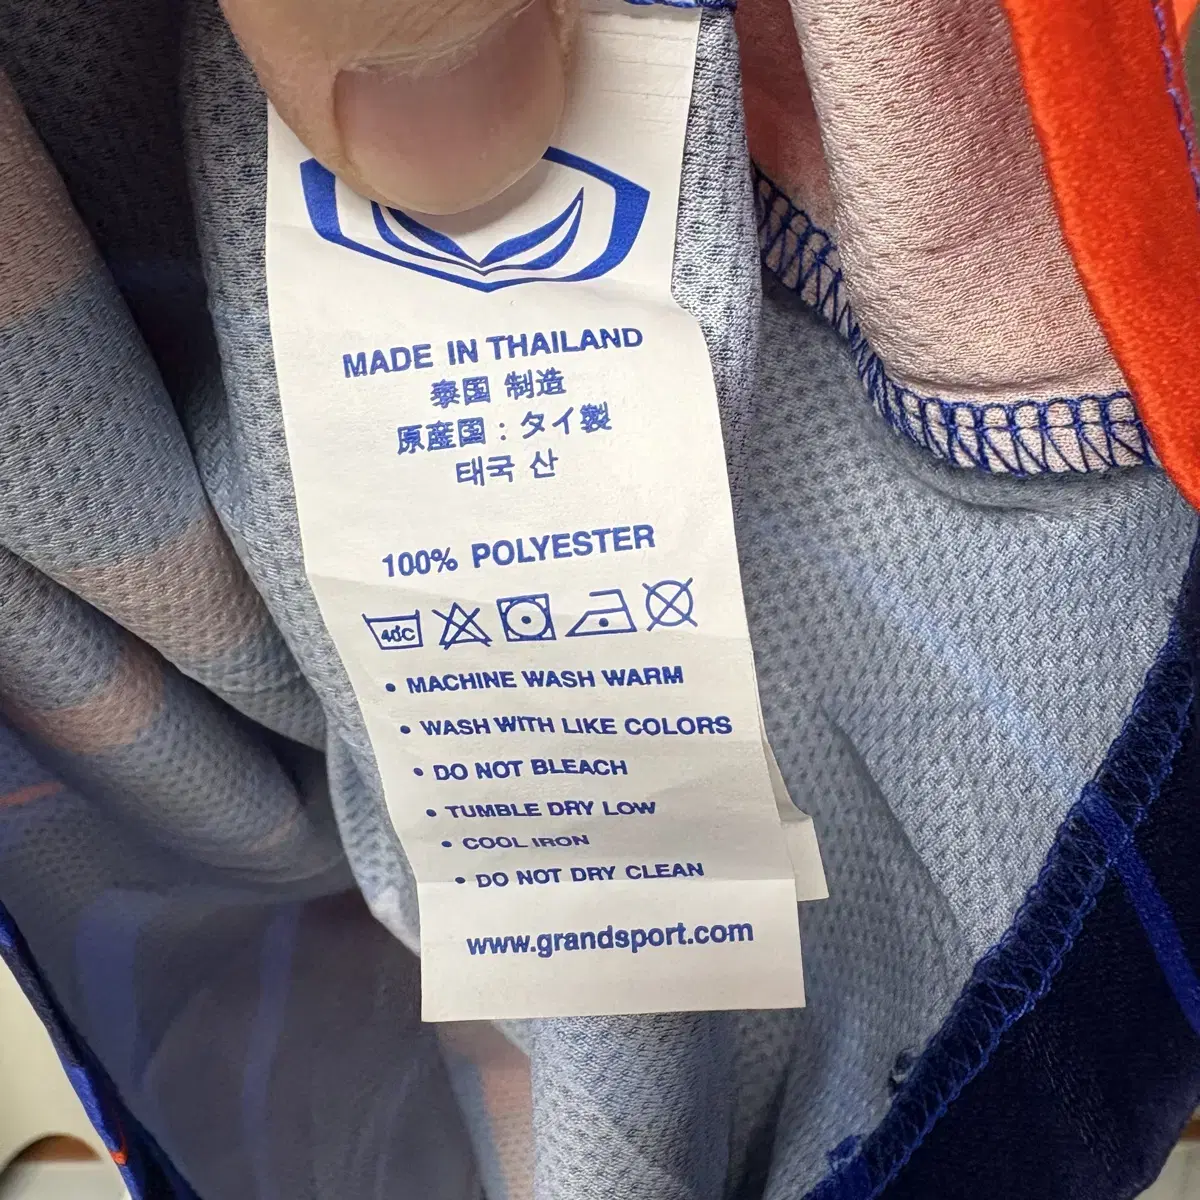 MADE IN THAILAND
泰国 制造
原産国：タイ製
태국 산
100% POLYESTER
40C
• MACHINE WASH WARM
• WASH WITH LIKE COLORS
• DO NOT BLEACH
• TUMBLE DRY LOW
• COOL IRON
• DO NOT DRY CLEAN
www.grandsport.com